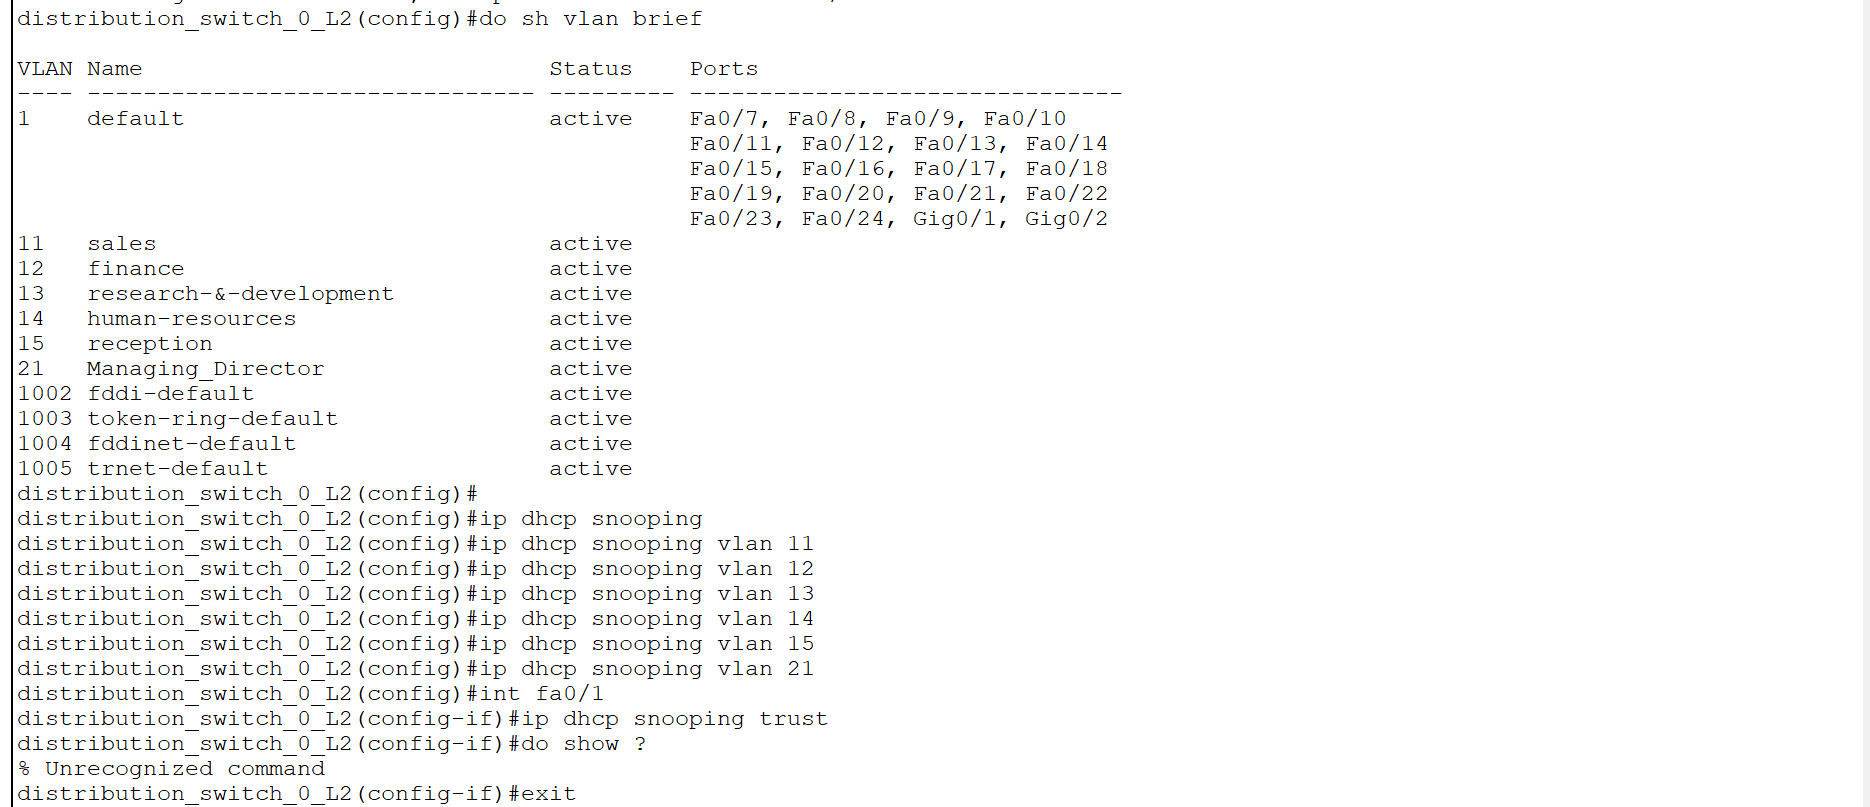 distribution_switch_0_L2(config)#do sh vlan brief
VLAN Name Status Ports
---- -------------------------------- --------- -------------------------------
1 default active Fa0/7, Fa0/8, Fa0/9, Fa0/10
Fa0/11, Fa0/12, Fa0/13, Fa0/14
Fa0/15, Fa0/16, Fa0/17, Fa0/18
Fa0/19, Fa0/20, Fa0/21, Fa0/22
Fa0/23, Fa0/24, Gig0/1, Gig0/2
11 sales active
12 finance active
13 research-&-development active
14 human-resources active
15 reception active
21 Managing_Director active
1002 fddi-default active
1003 token-ring-default active
1004 fddinet-default active
1005 trnet-default active
distribution_switch_0_L2(config)#
distribution_switch_0_L2(config)#ip dhcp snooping
distribution_switch_0_L2(config)#ip dhcp snooping vlan 11
distribution_switch_0_L2(config)#ip dhcp snooping vlan 12
distribution_switch_0_L2(config)#ip dhcp snooping vlan 13
distribution_switch_0_L2(config)#ip dhcp snooping vlan 14
distribution_switch_0_L2(config)#ip dhcp snooping vlan 15
distribution_switch_0_L2(config)#ip dhcp snooping vlan 21
distribution_switch_0_L2(config)#int fa0/1
distribution_switch_0_L2(config-if)#ip dhcp snooping trust
distribution_switch_0_L2(config-if)#do show ?
% Unrecognized command
distribution_switch_0_L2(config-if)#exit